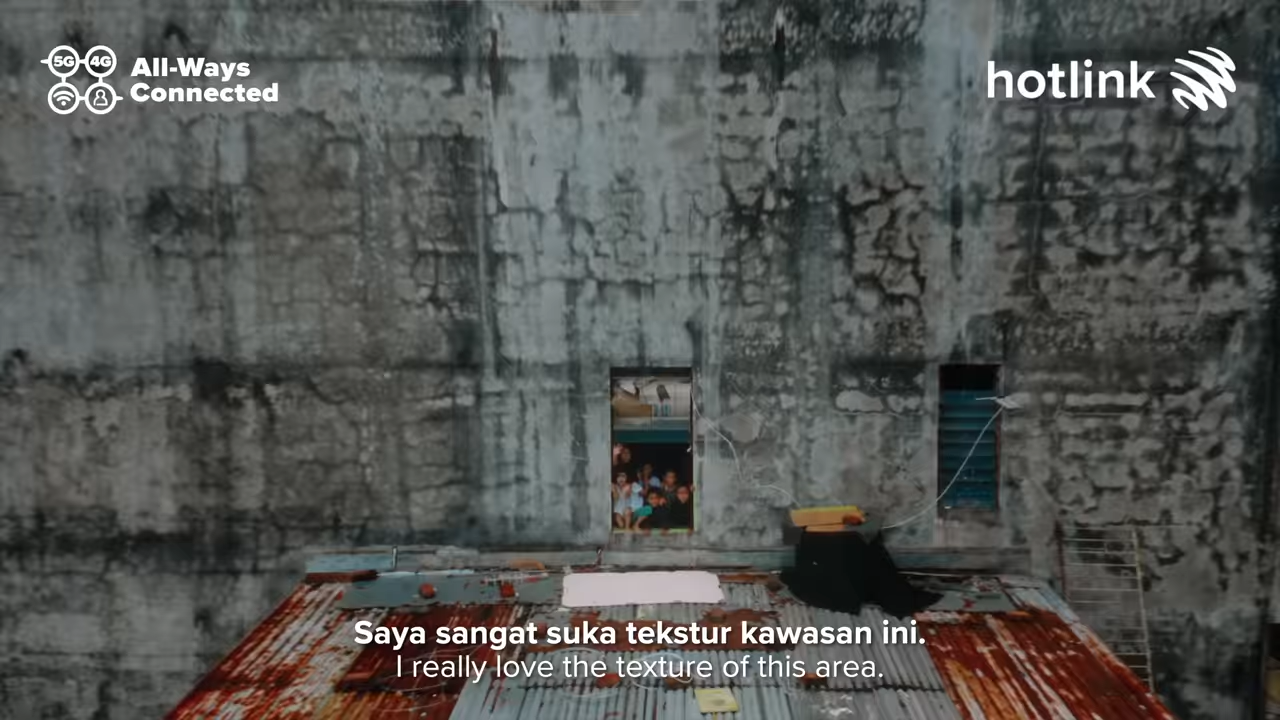 5G 4G
All-Ways
Connected
hotlink
Saya sangat suka tekstur kawasan ini.
I really love the texture of this area.